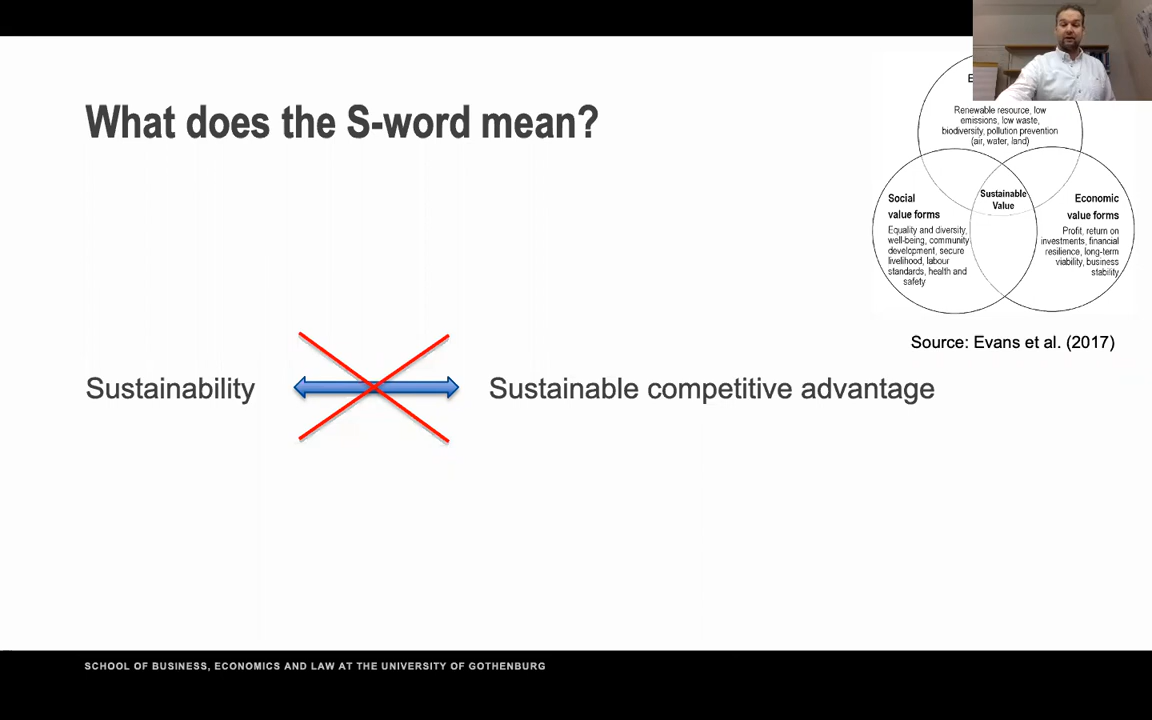 What does the S-word mean?
Renewable resource, low
emissions, low waste,
biodiversity, pollution prevention
(air, water, land)
Sustainable
Value
Social
value forms
Equality and diversity,
well-being, community
development, secure
livelihood, labour
standards, health and
safety
Economic
value forms
Profit, return on
investments, financial
resilience, long-term
viability, business
stability
Source: Evans et al. (2017)
Sustainability
Sustainable competitive advantage
SCHOOL OF BUSINESS, ECONOMICS AND LAW AT THE UNIVERSITY OF GOTHENBURG